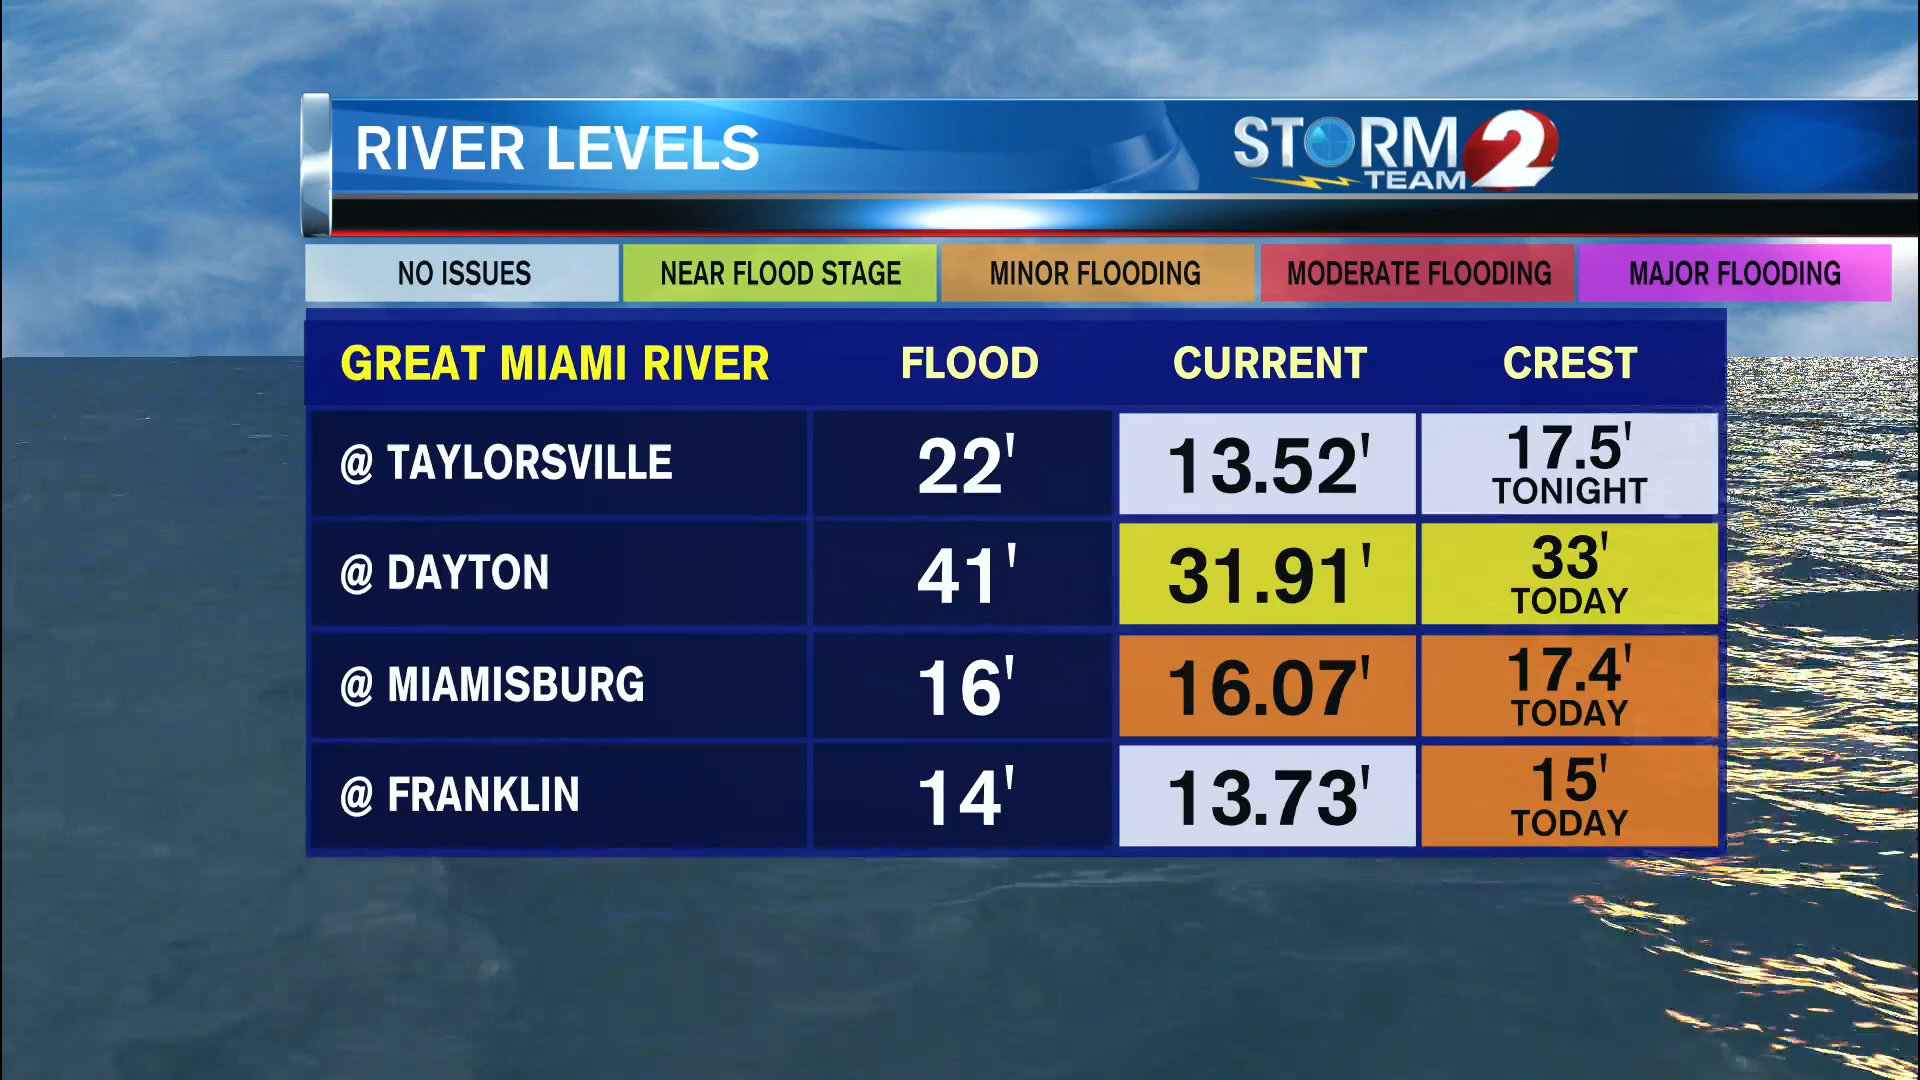 RIVER LEVELS
STORM TEAM 2
NO ISSUES NEAR FLOOD STAGE MINOR FLOODING MODERATE FLOODING MAJOR FLOODING
GREAT MIAMI RIVER FLOOD CURRENT CREST
@ TAYLORSVILLE 22' 13.52' 17.5' TONIGHT
@ DAYTON 41' 31.91' 33' TODAY
@ MIAMISBURG 16' 16.07' 17.4' TODAY
@ FRANKLIN 14' 13.73' 15' TODAY